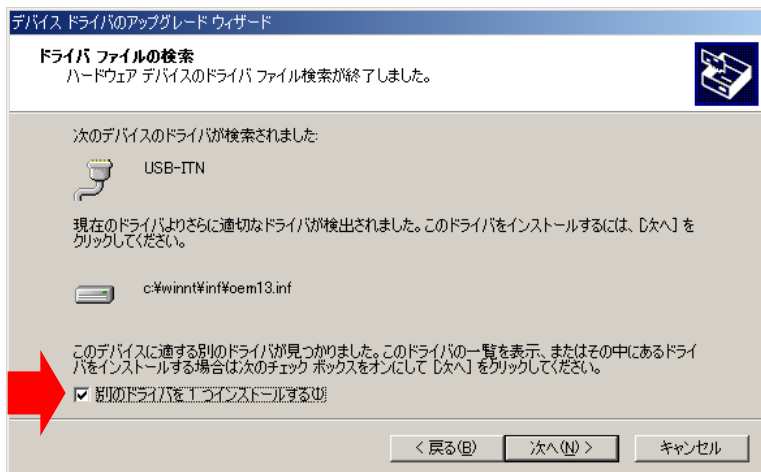 デバイス ドライバのアップグレード ウィザード
ドライバ ファイルの検索
ハードウェア デバイスのドライバ ファイル検索が終了しました。
次のデバイスのドライバが検索されました:
USB-ITN
現在のドライバよりさらに適切なドライバが検出されました。このドライバをインストールするには、[次へ] を
クリックしてください。
c:¥winnt¥inf¥oem13.inf
このデバイスに適する別のドライバが見つかりました。このドライバの一覧を表示、またはその中にあるドライ
バをインストールする場合は次のチェック ボックスをオンにして [次へ] をクリックしてください。
別のドライバを 1 つインストールする(I)
< 戻る(B)
次へ(N) >
キャンセル